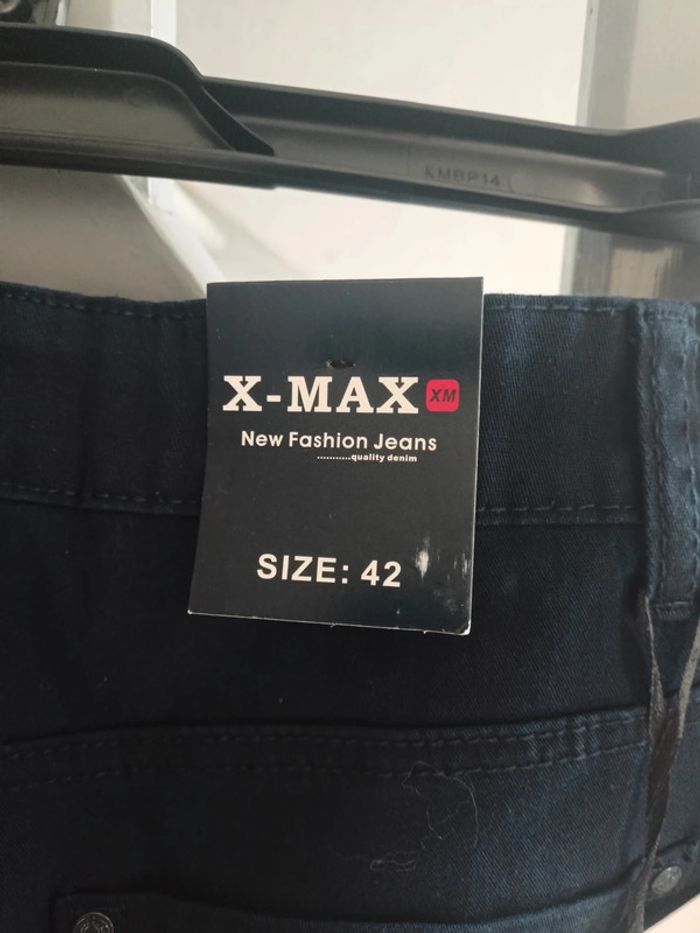 KMBP14
X-MAX XM
New Fashion Jeans
...........quality denim
SIZE: 42